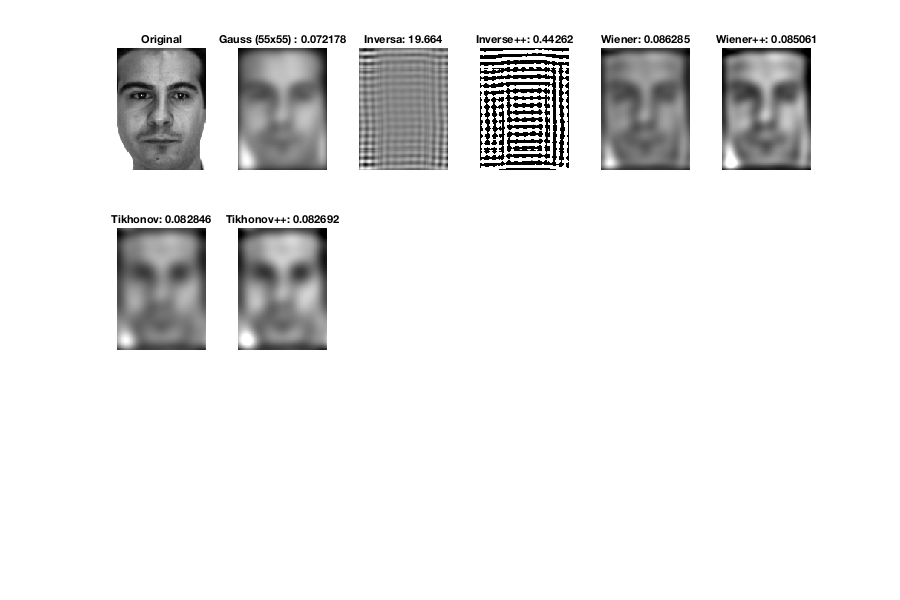 Original
Gauss (55x55) : 0.072178
Inversa: 19.664
Inverse++: 0.44262
Wiener: 0.086285
Wiener++: 0.085061
Tikhonov: 0.082846
Tikhonov++: 0.082692